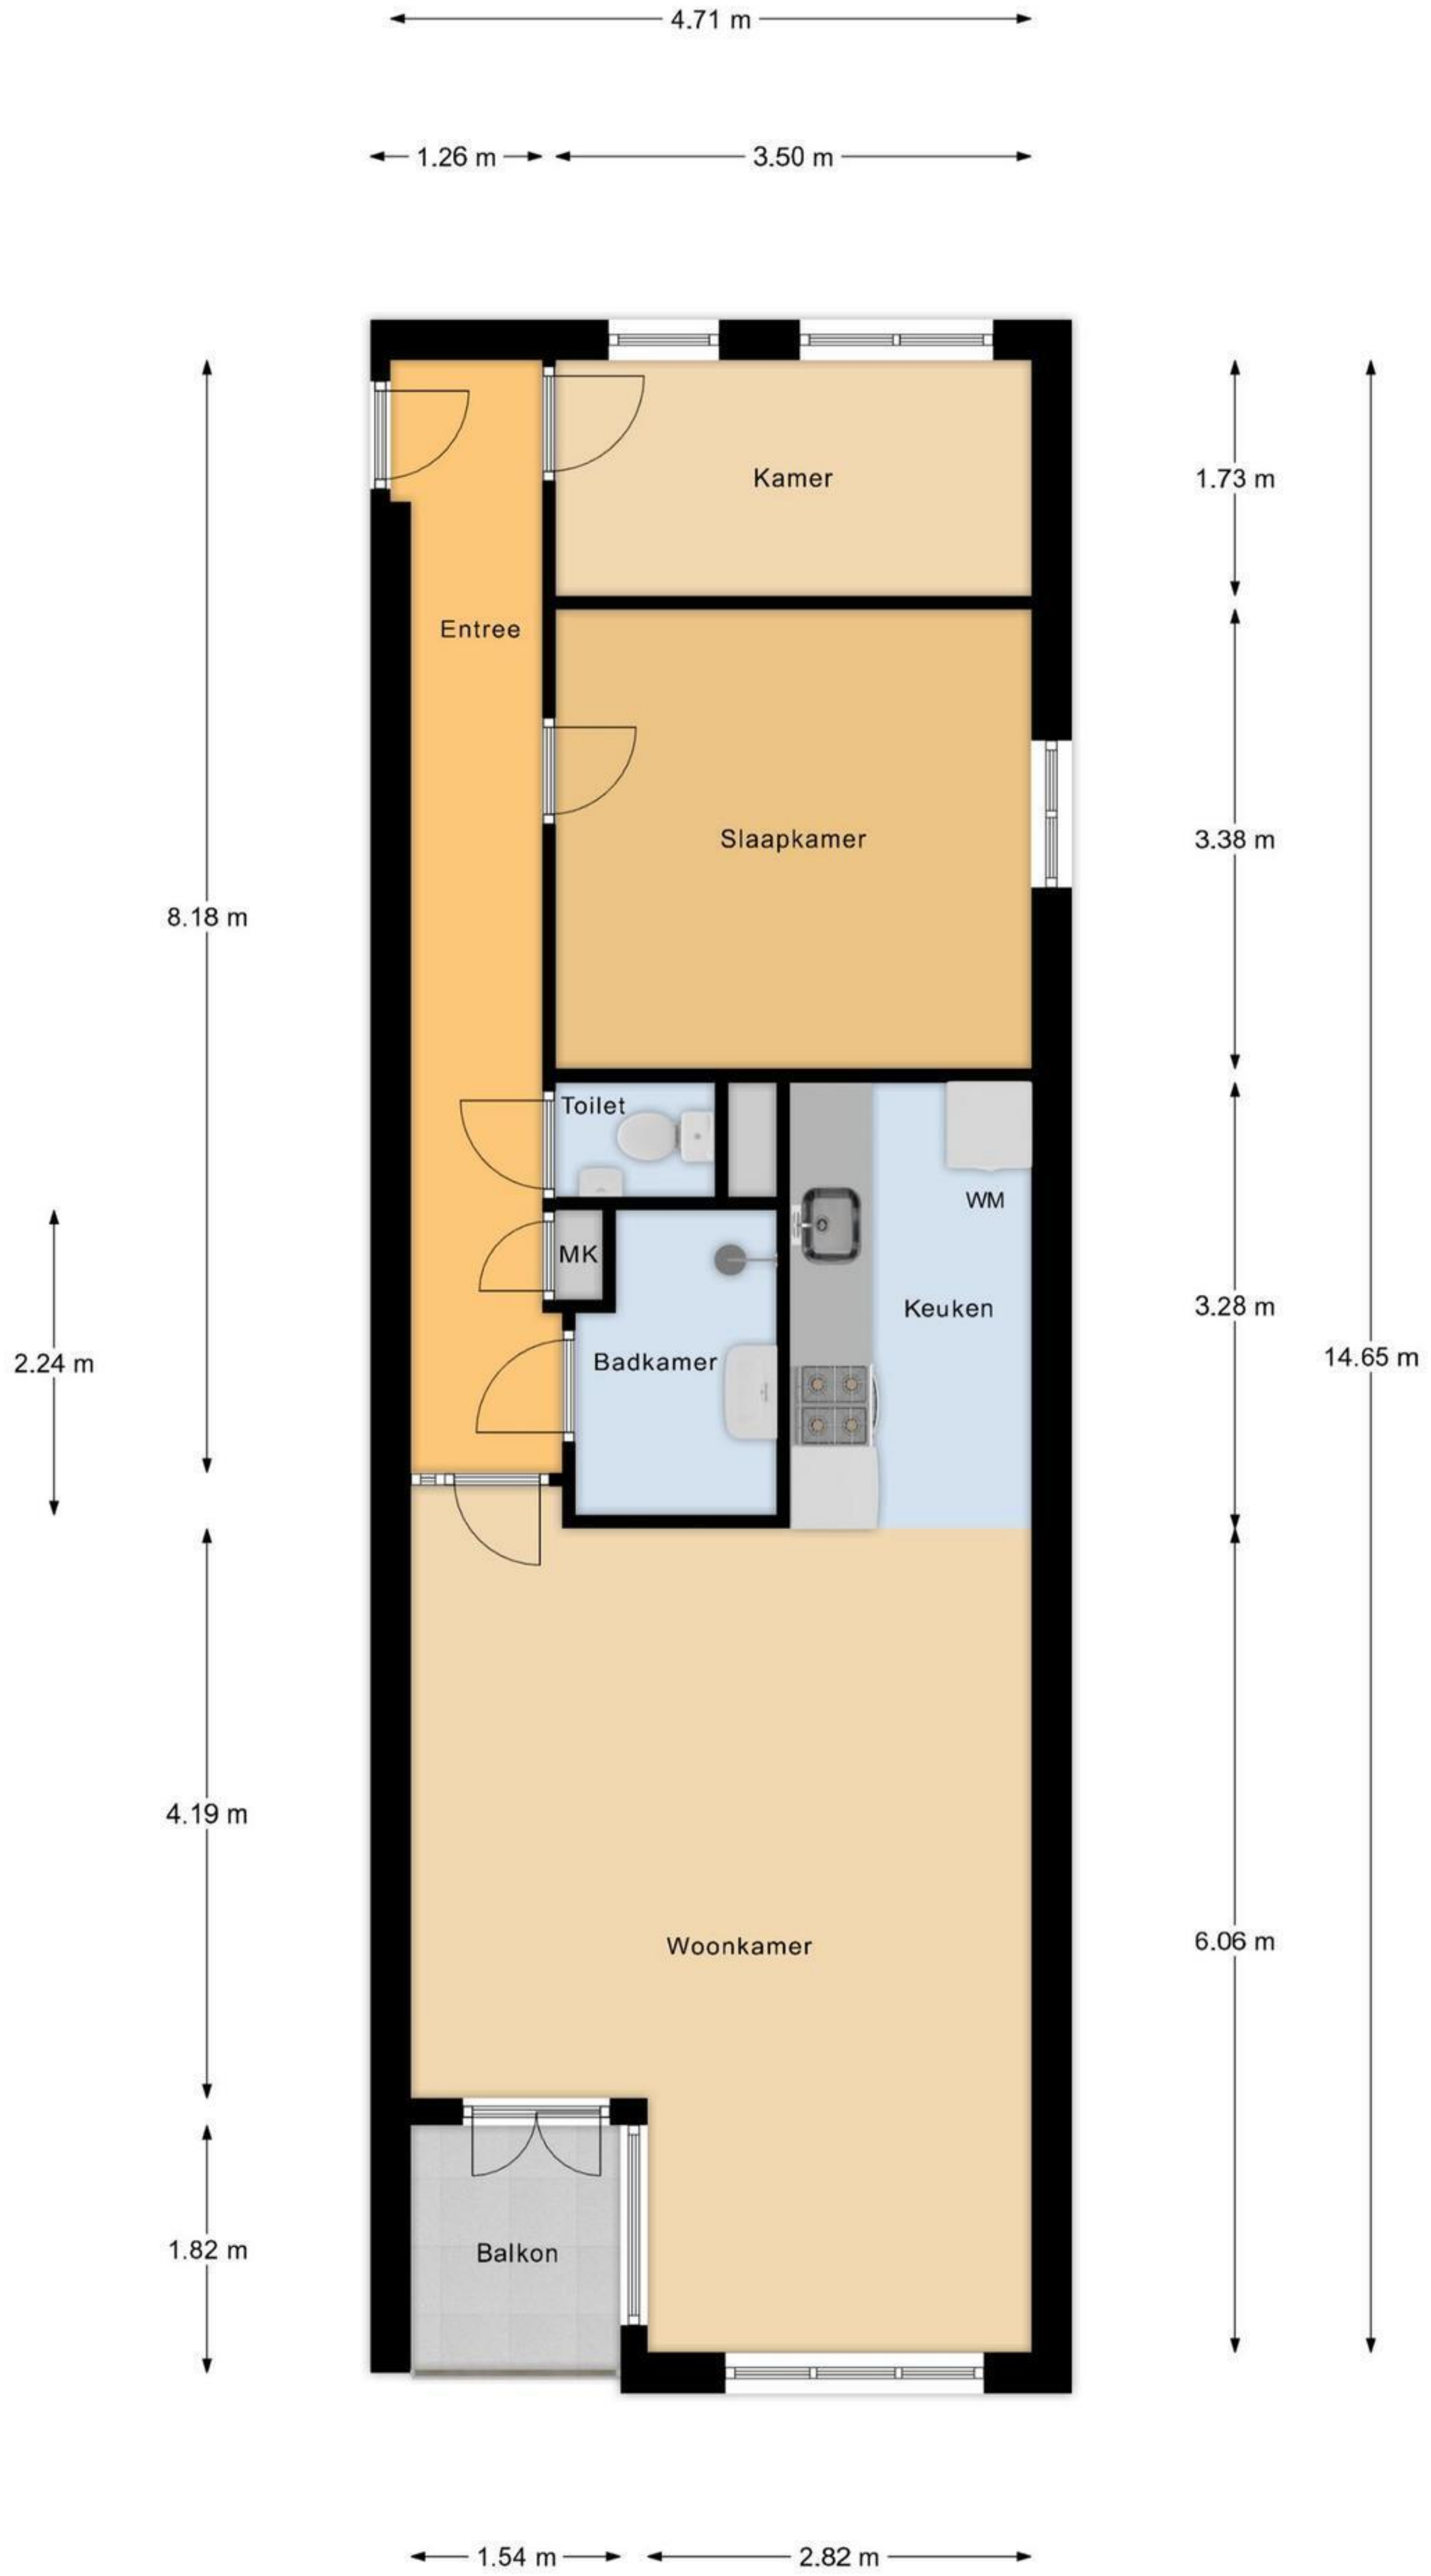 4.71 m
1.26 m
3.50 m
Kamer
1.73 m
Entree
Slaapkamer
3.38 m
8.18 m
Toilet
WM
MK
Keuken
3.28 m
2.24 m
Badkamer
14.65 m
4.19 m
Woonkamer
6.06 m
1.82 m
Balkon
1.54 m
2.82 m